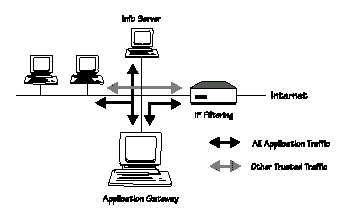 Info Server
Internet
IP Filtering
All Application Traffic
Other Trusted Traffic
Application Gateway